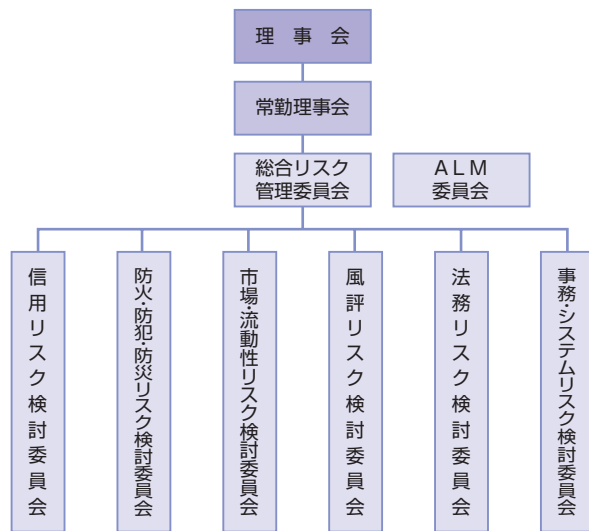 理事会
常勤理事会
総合リスク
管理委員会
ALM
委員会
信用リスク検討委員会
防火・防犯・防災リスク検討委員会
市場・流動性リスク検討委員会
風評リスク検討委員会
法務リスク検討委員会
事務・システムリスク検討委員会